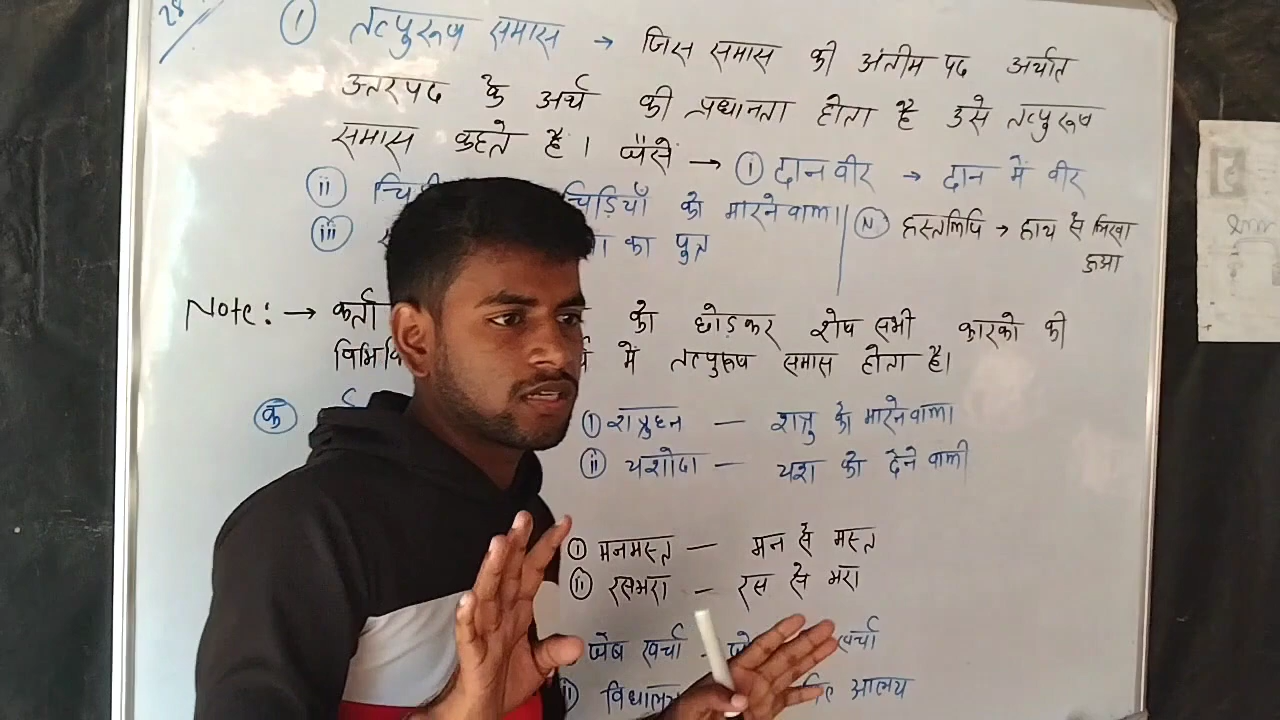 28
① तत्पुरूष समास → जिस समास की अंतीम पद अर्थात
उत्तरपद के अर्थ की प्रधानता होता है उसे तत्पुरूष
समास कहते है। जैसे → ① दान वीर → दान में वीर
ii चिड़ियाँ को मारनेवाला
iii का पुत्र
iv हस्तलिपि → हाथ से लिखा
हुआ
Note: → कर्ता को छोड़कर शेष सभी कारको की
में तत्पुरूष समास होता है।
क ① शत्रुघ्न — शत्रु को मारनेवाला
ii यशोदा — यश को देने वाली
① मनमस्त — मन से मस्त
ii रसभरा — रस से भरा
जेब खर्चा - खर्चा
ii आलय